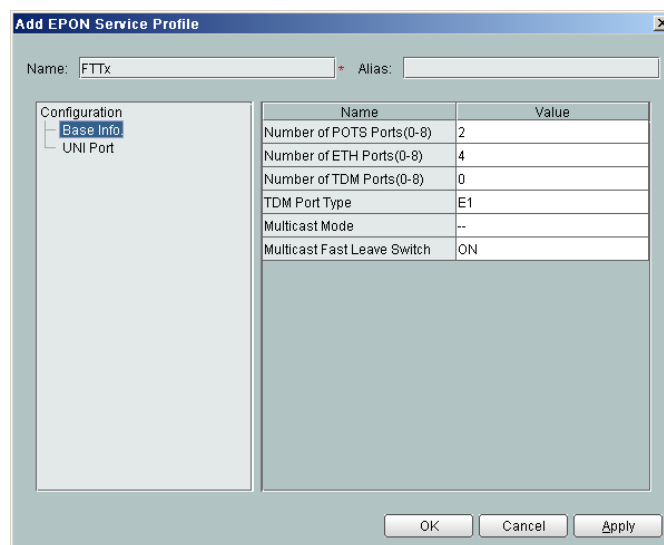 Add EPON Service Profile
Name: FTTx * Alias:
Configuration
Base Info.
UNI Port
Name Value
Number of POTS Ports(0-8) 2
Number of ETH Ports(0-8) 4
Number of TDM Ports(0-8) 0
TDM Port Type E1
Multicast Mode --
Multicast Fast Leave Switch ON
OK Cancel Apply